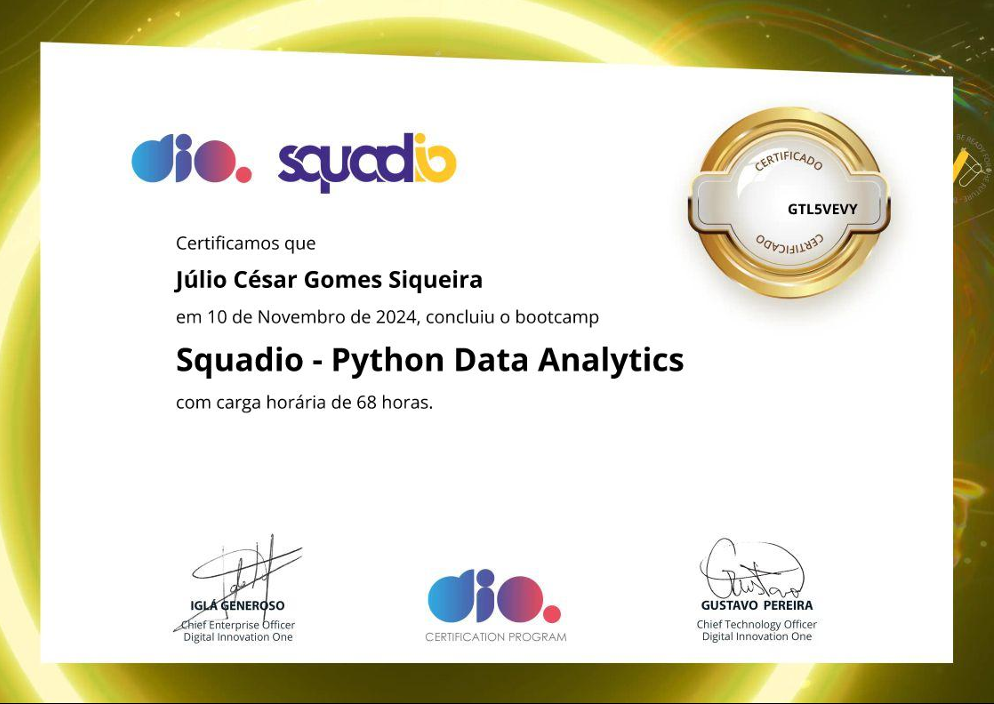 dio. squadio
CERTIFICADO
GTL5VEVY
CERTIFICADO
Certificamos que
Júlio César Gomes Siqueira
em 10 de Novembro de 2024, concluiu o bootcamp
Squadio - Python Data Analytics
com carga horária de 68 horas.
IGLÁ GENEROSO
Chief Enterprise Officer
Digital Innovation One
dio.
CERTIFICATION PROGRAM
Gustavo
GUSTAVO PEREIRA
Chief Technology Officer
Digital Innovation One